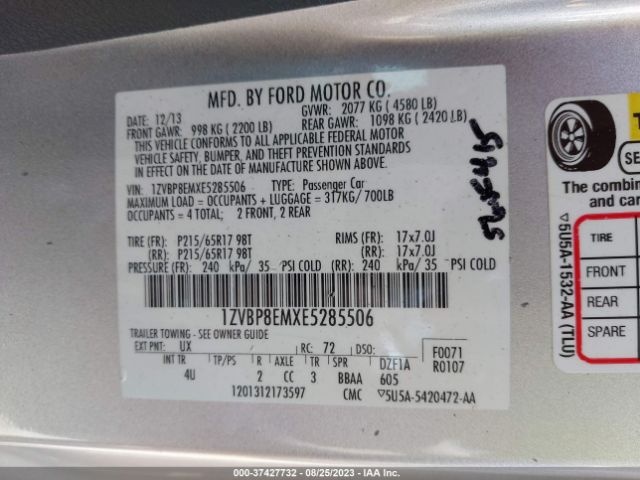 MFD. BY FORD MOTOR CO.
DATE: 12/13 GVWR: 2077 KG ( 4580 LB)
FRONT GAWR: 998 KG ( 2200 LB) REAR GAWR: 1098 KG ( 2420 LB)
THIS VEHICLE CONFORMS TO ALL APPLICABLE FEDERAL MOTOR
VEHICLE SAFETY, BUMPER, AND THEFT PREVENTION STANDARDS
IN EFFECT ON THE DATE OF MANUFACTURE SHOWN ABOVE.
VIN: 1ZVBP8EMXE5285506 TYPE: Passenger Car
MAXIMUM LOAD = OCCUPANTS + LUGGAGE = 317KG/ 700LB
OCCUPANTS = 4 TOTAL; 2 FRONT, 2 REAR
TIRE (FR): P215/65R17 98T RIMS (FR): 17x7.0J
(RR): P215/65R17 98T (RR): 17x7.0J
PRESSURE (FR): 240 kPa/ 35 PSI COLD (RR): 240 kPa/ 35 PSI COLD
1ZVBP8EMXE5285506
TRAILER TOWING - SEE OWNER GUIDE
EXT PNT: UX RC: 72 DSO: F0071
INT TR TP/PS R AXLE TR SPR DZF1A R0107
4U 2 CC 3 BBAA 605
1201312173597 CMC ▽5U5A-5420472-AA
▽5U5A-1532-AA (TLU)
T
SE
The combine
and car
TIRE
FRONT
REAR
SPARE
000 - 37427732 - 08/25/2023 - IAA Inc.